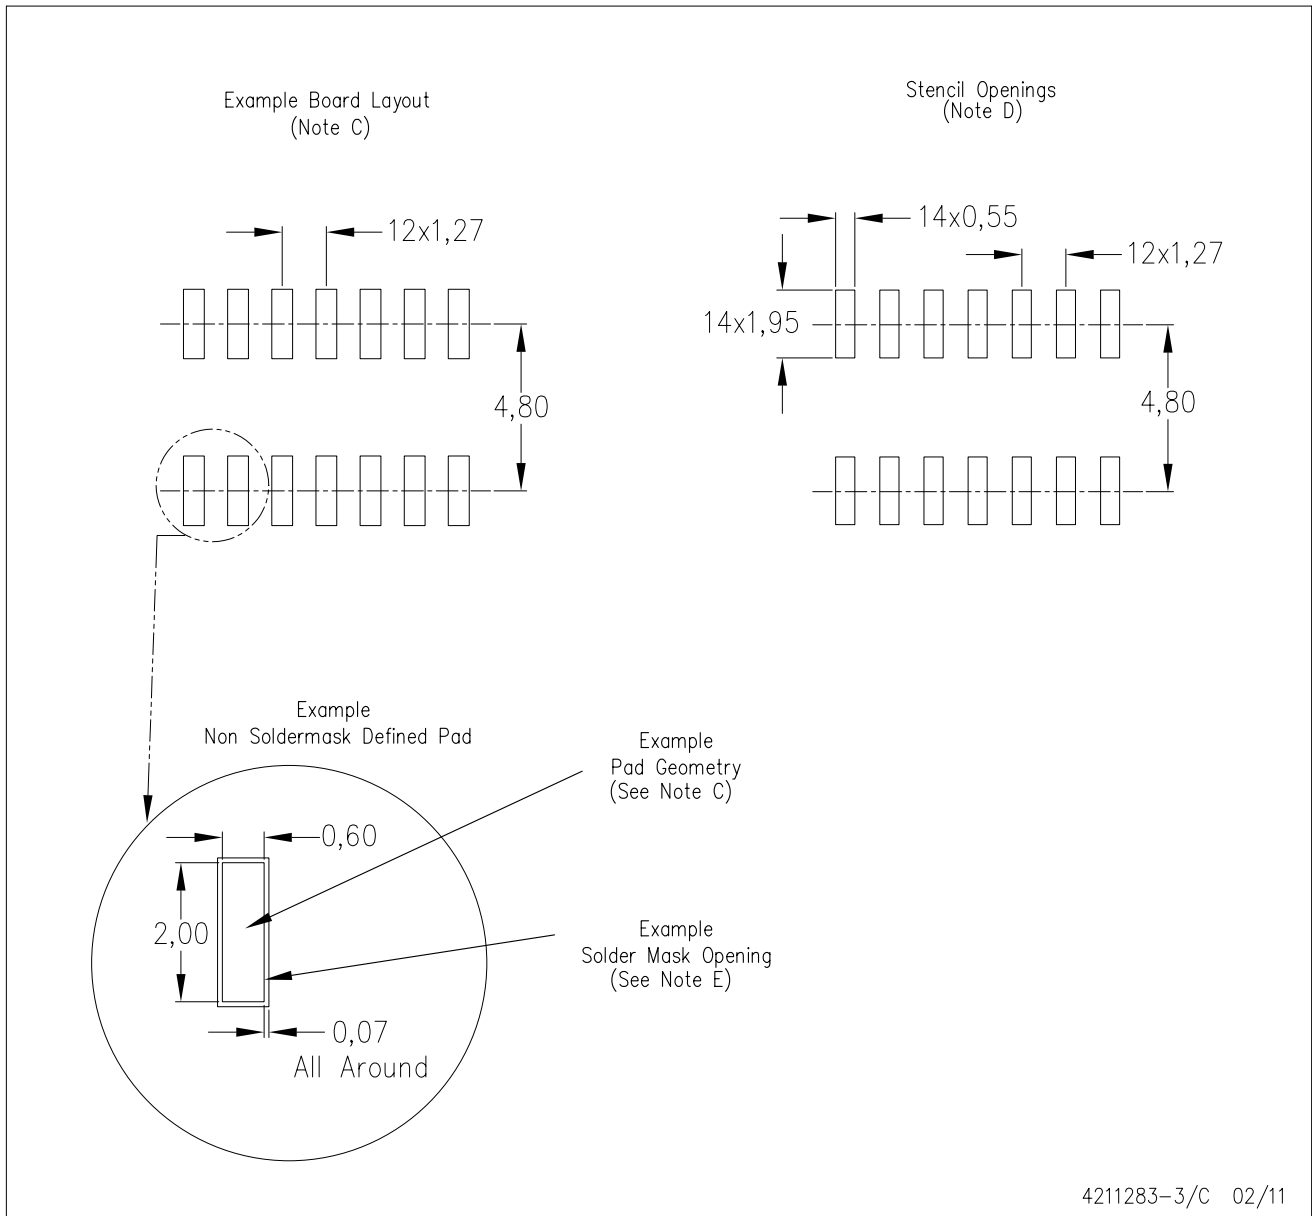 Example Board Layout
(Note C)
Stencil Openings
(Note D)
12x1,27
14x0,55
12x1,27
14x1,95
4,80
4,80
Example
Non Soldermask Defined Pad
Example
Pad Geometry
(See Note C)
0,60
2,00
Example
Solder Mask Opening
(See Note E)
0,07
All Around
4211283-3/C 02/11